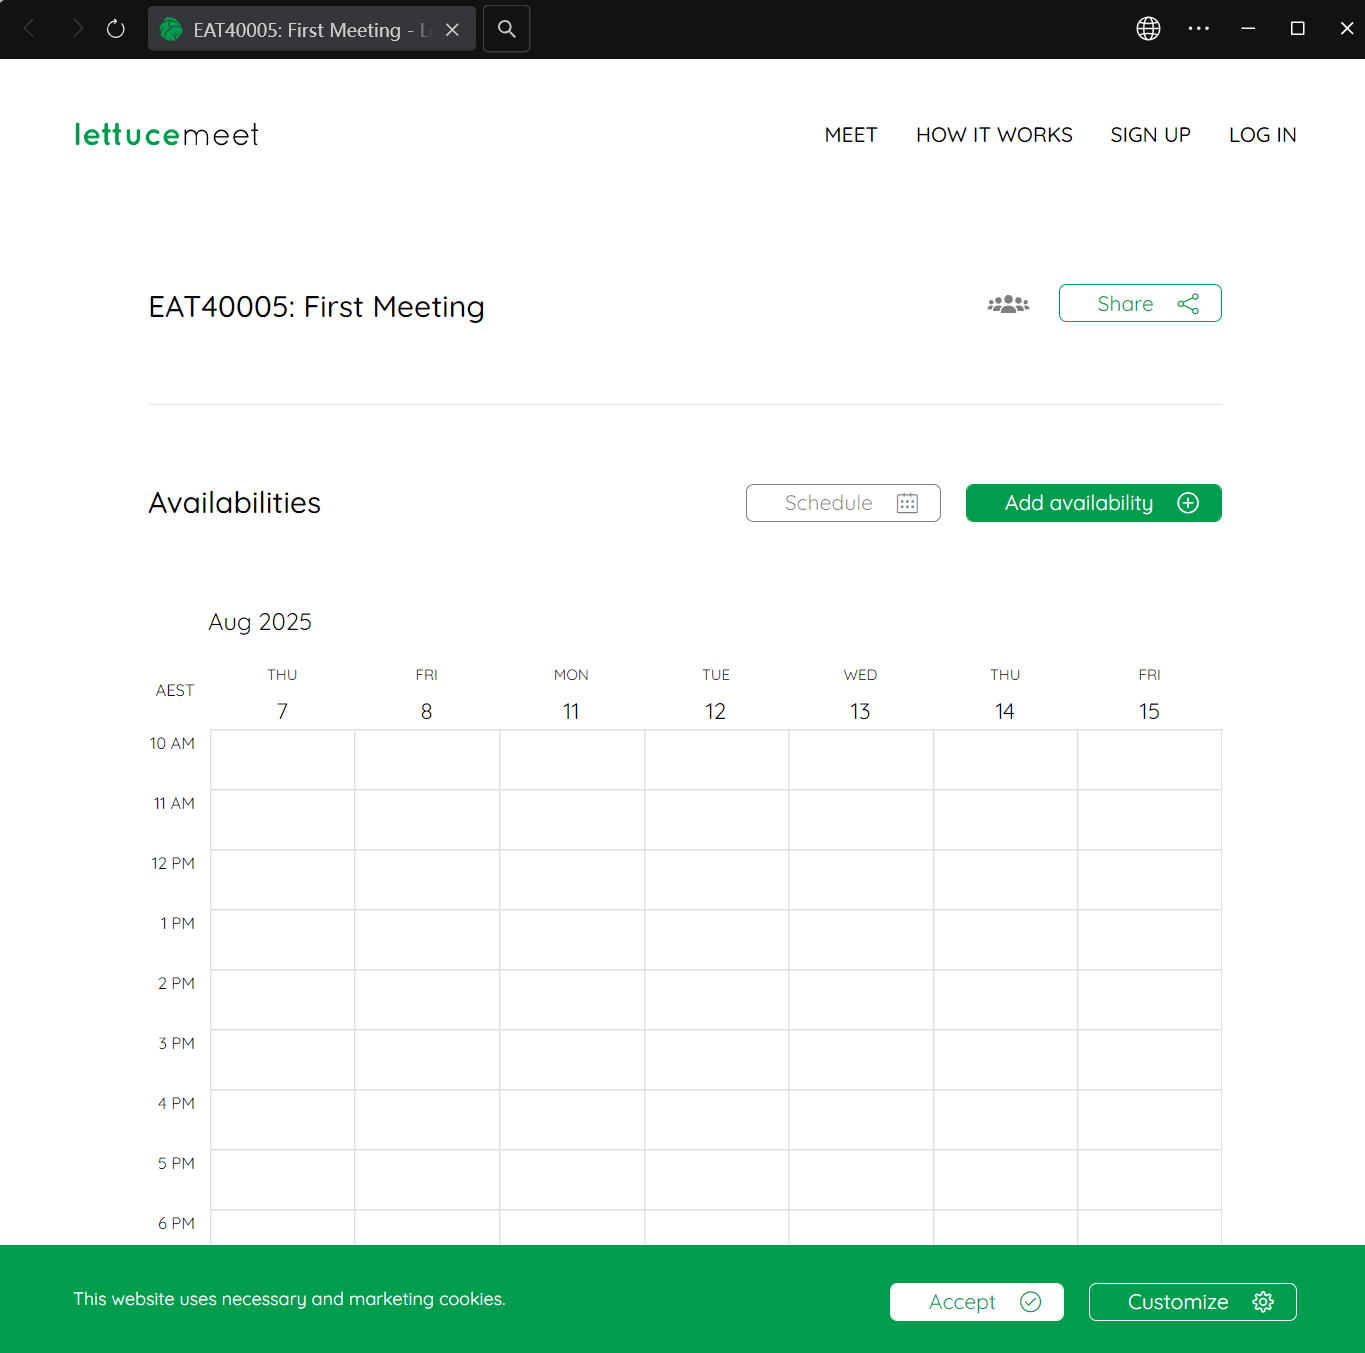 EAT40005: First Meeting - L
lettucemeet
MEET HOW IT WORKS SIGN UP LOG IN
EAT40005: First Meeting
Share
Availabilities
Schedule
Add availability
Aug 2025
AEST
THU FRI MON TUE WED THU FRI
7 8 11 12 13 14 15
10 AM
11 AM
12 PM
1 PM
2 PM
3 PM
4 PM
5 PM
6 PM
This website uses necessary and marketing cookies.
Accept
Customize